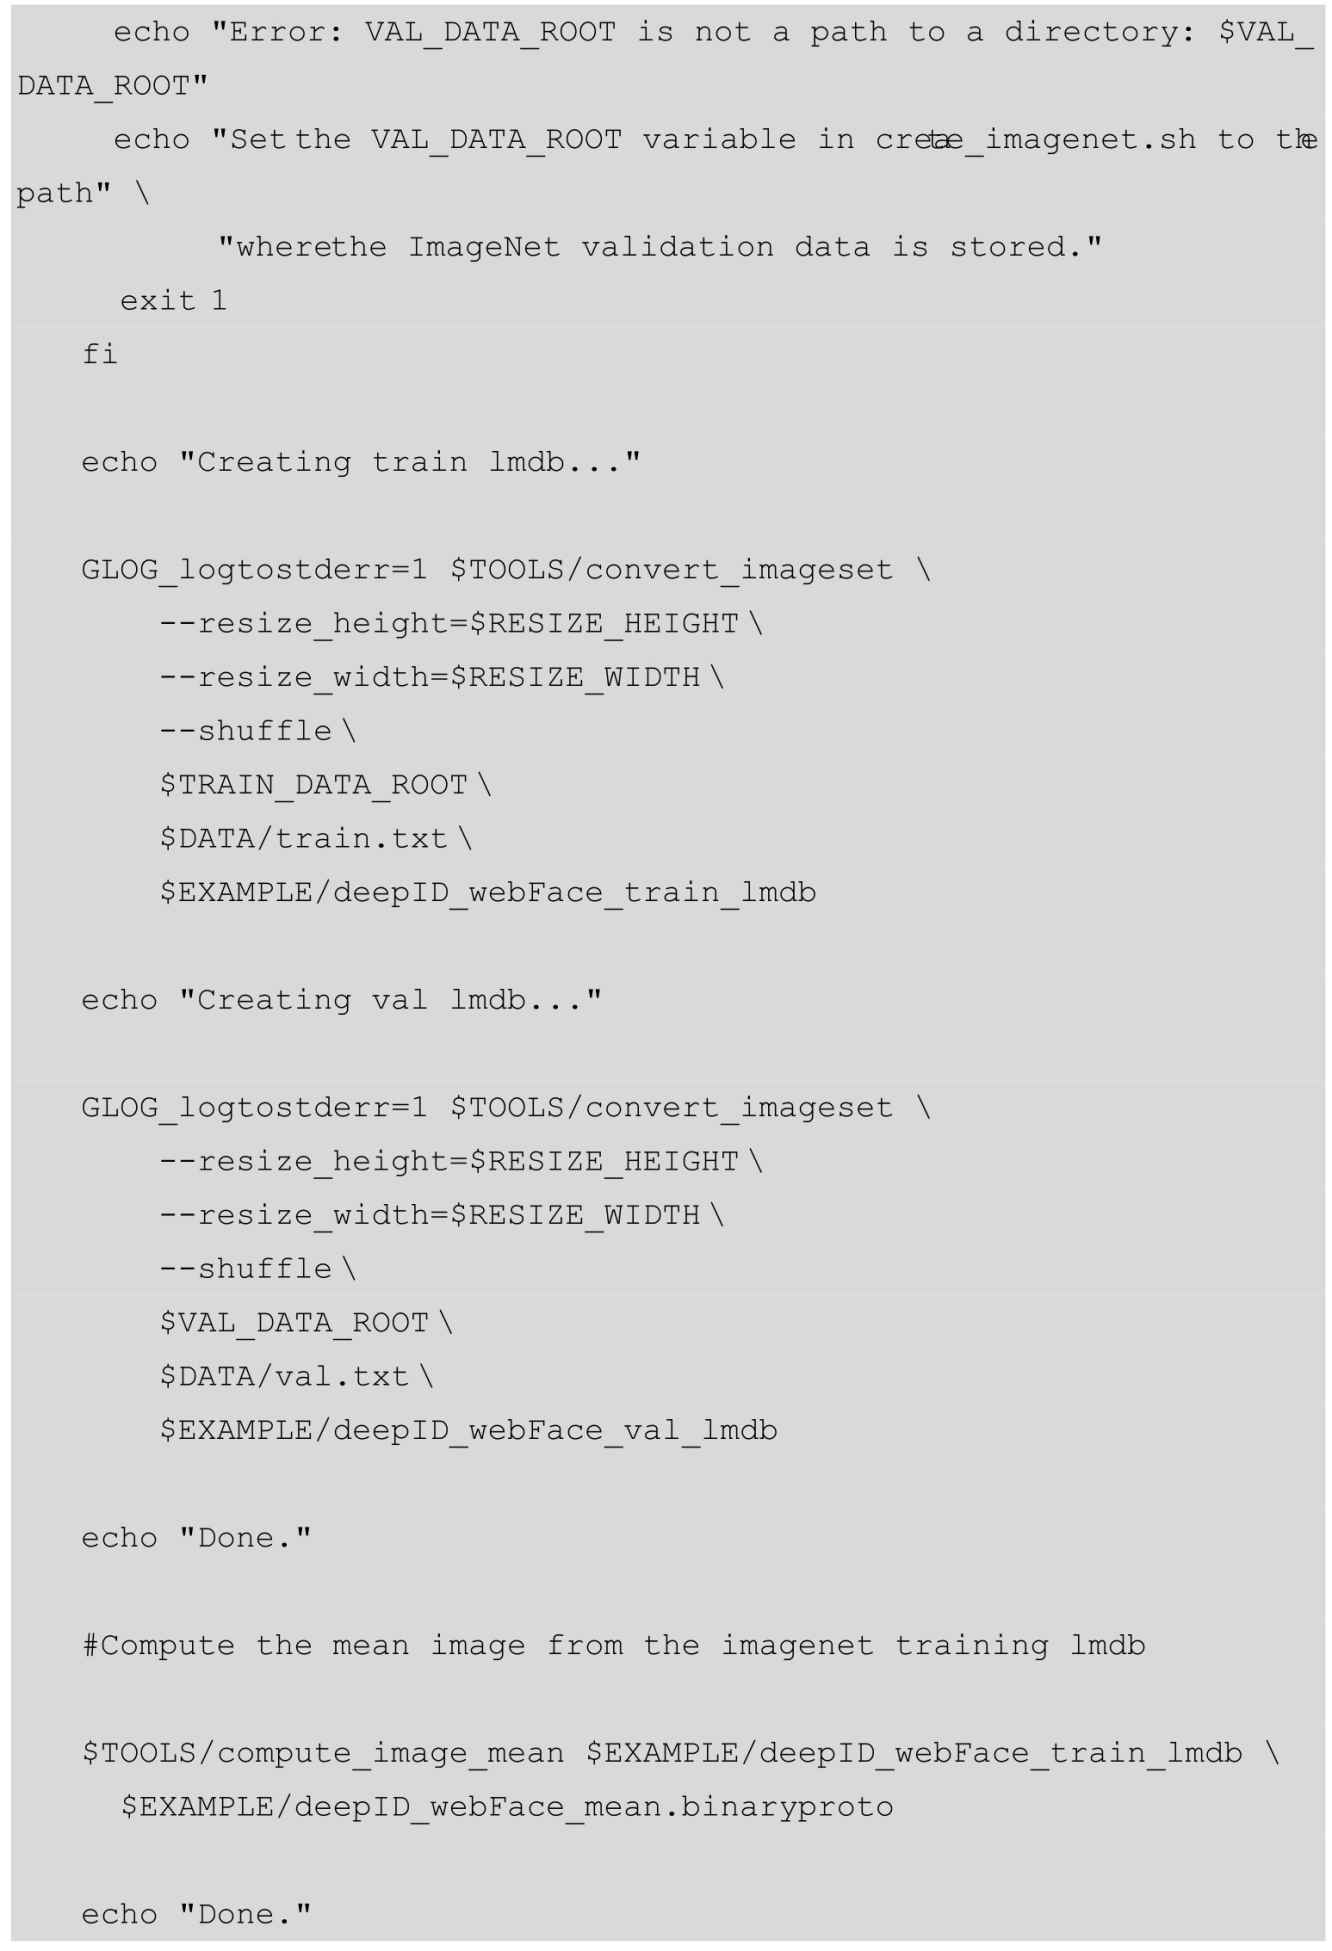 echo "Error: VAL_DATA_ROOT is not a path to a directory: $VAL_
DATA_ROOT"
echo "Set the VAL_DATA_ROOT variable in create_imagenet.sh to the
path" \
"wherethe ImageNet validation data is stored."
exit 1
fi
echo "Creating train lmdb..."
GLOG_logtostderr=1 $TOOLS/convert_imageset \
--resize_height=$RESIZE_HEIGHT \
--resize_width=$RESIZE_WIDTH \
--shuffle \
$TRAIN_DATA_ROOT \
$DATA/train.txt \
$EXAMPLE/deepID_webFace_train_lmdb
echo "Creating val lmdb..."
GLOG_logtostderr=1 $TOOLS/convert_imageset \
--resize_height=$RESIZE_HEIGHT \
--resize_width=$RESIZE_WIDTH \
--shuffle \
$VAL_DATA_ROOT \
$DATA/val.txt \
$EXAMPLE/deepID_webFace_val_lmdb
echo "Done."
#Compute the mean image from the imagenet training lmdb
$TOOLS/compute_image_mean $EXAMPLE/deepID_webFace_train_lmdb \
$EXAMPLE/deepID_webFace_mean.binaryproto
echo "Done."